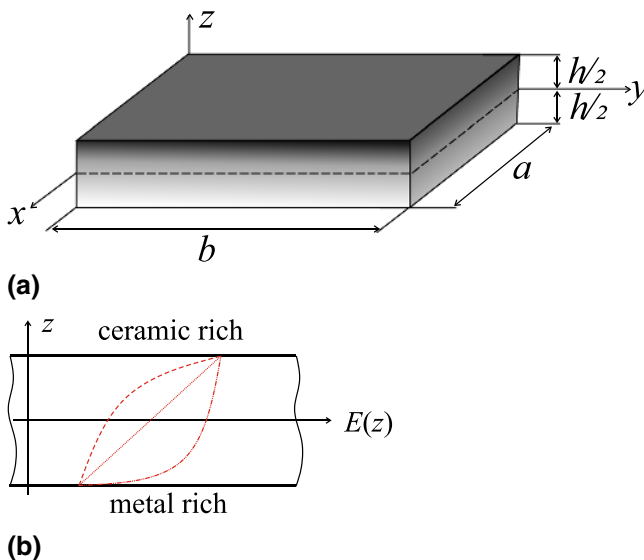 z
h/2
h/2
y
x
a
b
(a)
z
ceramic rich
E(z)
metal rich
(b)